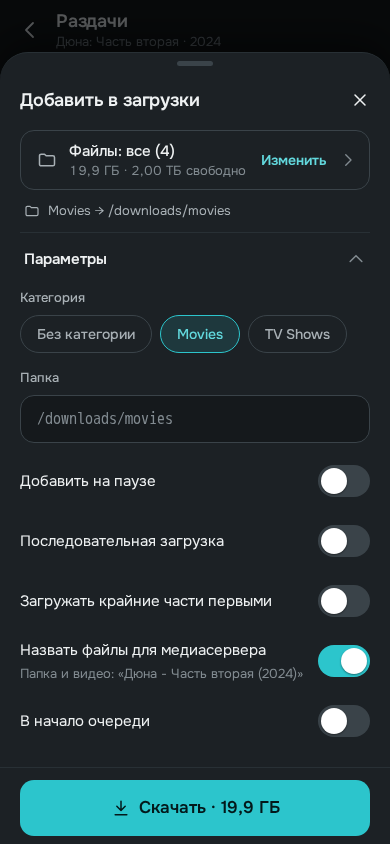 Раздачи
Дюна: Часть вторая · 2024
Добавить в загрузки
Файлы: все (4)
19,9 ГБ · 2,00 ТБ свободно
Изменить
Movies → /downloads/movies
Параметры
Категория
Без категории
Movies
TV Shows
Папка
/downloads/movies
Добавить на паузе
Последовательная загрузка
Загружать крайние части первыми
Назвать файлы для медиасервера
Папка и видео: «Дюна - Часть вторая (2024)»
В начало очереди
Скачать · 19,9 ГБ